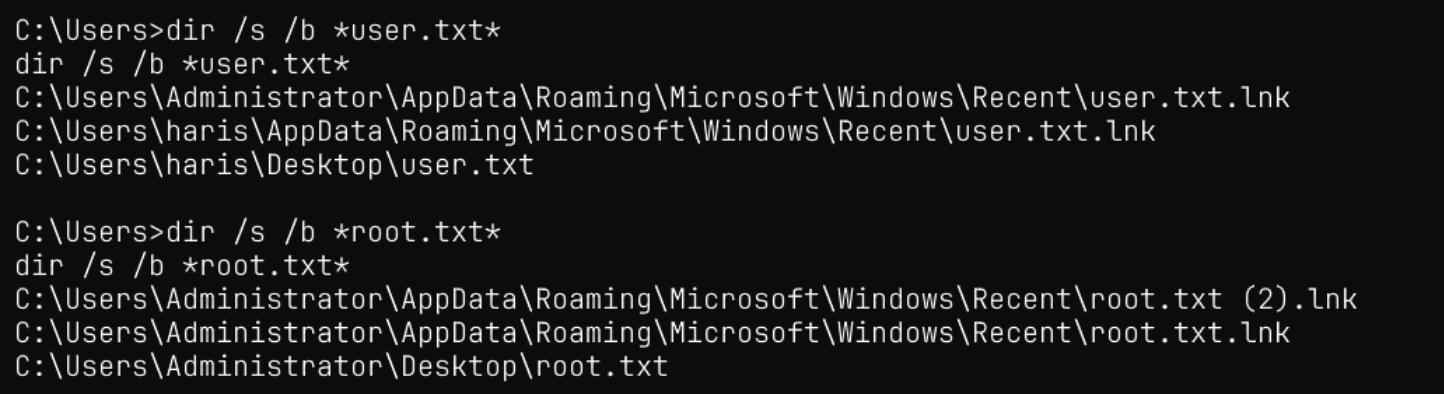 C:\Users>dir /s /b *user.txt*
dir /s /b *user.txt*
C:\Users\Administrator\AppData\Roaming\Microsoft\Windows\Recent\user.txt.lnk
C:\Users\haris\AppData\Roaming\Microsoft\Windows\Recent\user.txt.lnk
C:\Users\haris\Desktop\user.txt
C:\Users>dir /s /b *root.txt*
dir /s /b *root.txt*
C:\Users\Administrator\AppData\Roaming\Microsoft\Windows\Recent\root.txt (2).lnk
C:\Users\Administrator\AppData\Roaming\Microsoft\Windows\Recent\root.txt.lnk
C:\Users\Administrator\Desktop\root.txt